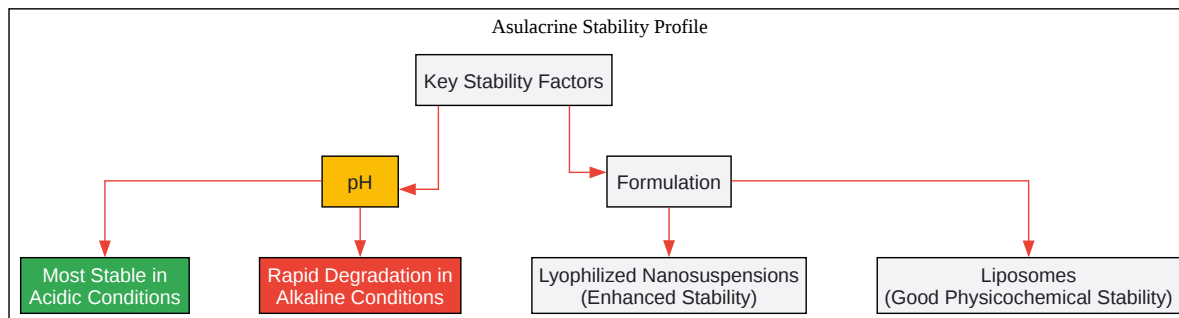 Asulacrine Stability Profile
Key Stability Factors
pH
Formulation
Most Stable in
Acidic Conditions
Rapid Degradation in
Alkaline Conditions
Lyophilized Nanosuspensions
(Enhanced Stability)
Liposomes
(Good Physicochemical Stability)